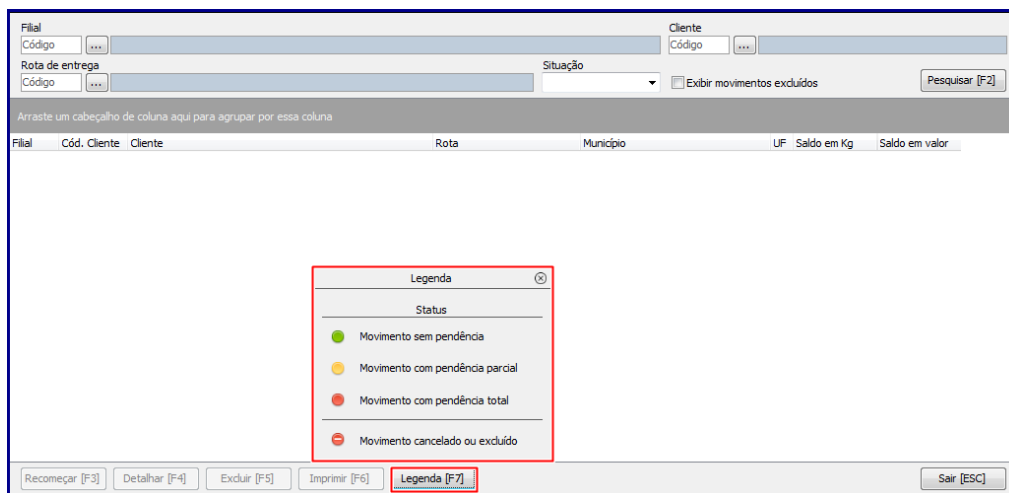 Filial Cliente
Código ... Código ...
Rota de entrega Situação
Código ... Exibir movimentos excluídos Pesquisar [F2]
Arraste um cabeçalho de coluna aqui para agrupar por essa coluna
Filial Cód. Cliente Cliente Rota Município UF Saldo em Kg Saldo em valor
Legenda
Status
Movimento sem pendência
Movimento com pendência parcial
Movimento com pendência total
Movimento cancelado ou excluído
Recomeçar [F3] Detalhar [F4] Excluir [F5] Imprimir [F6] Legenda [F7] Sair [ESC]